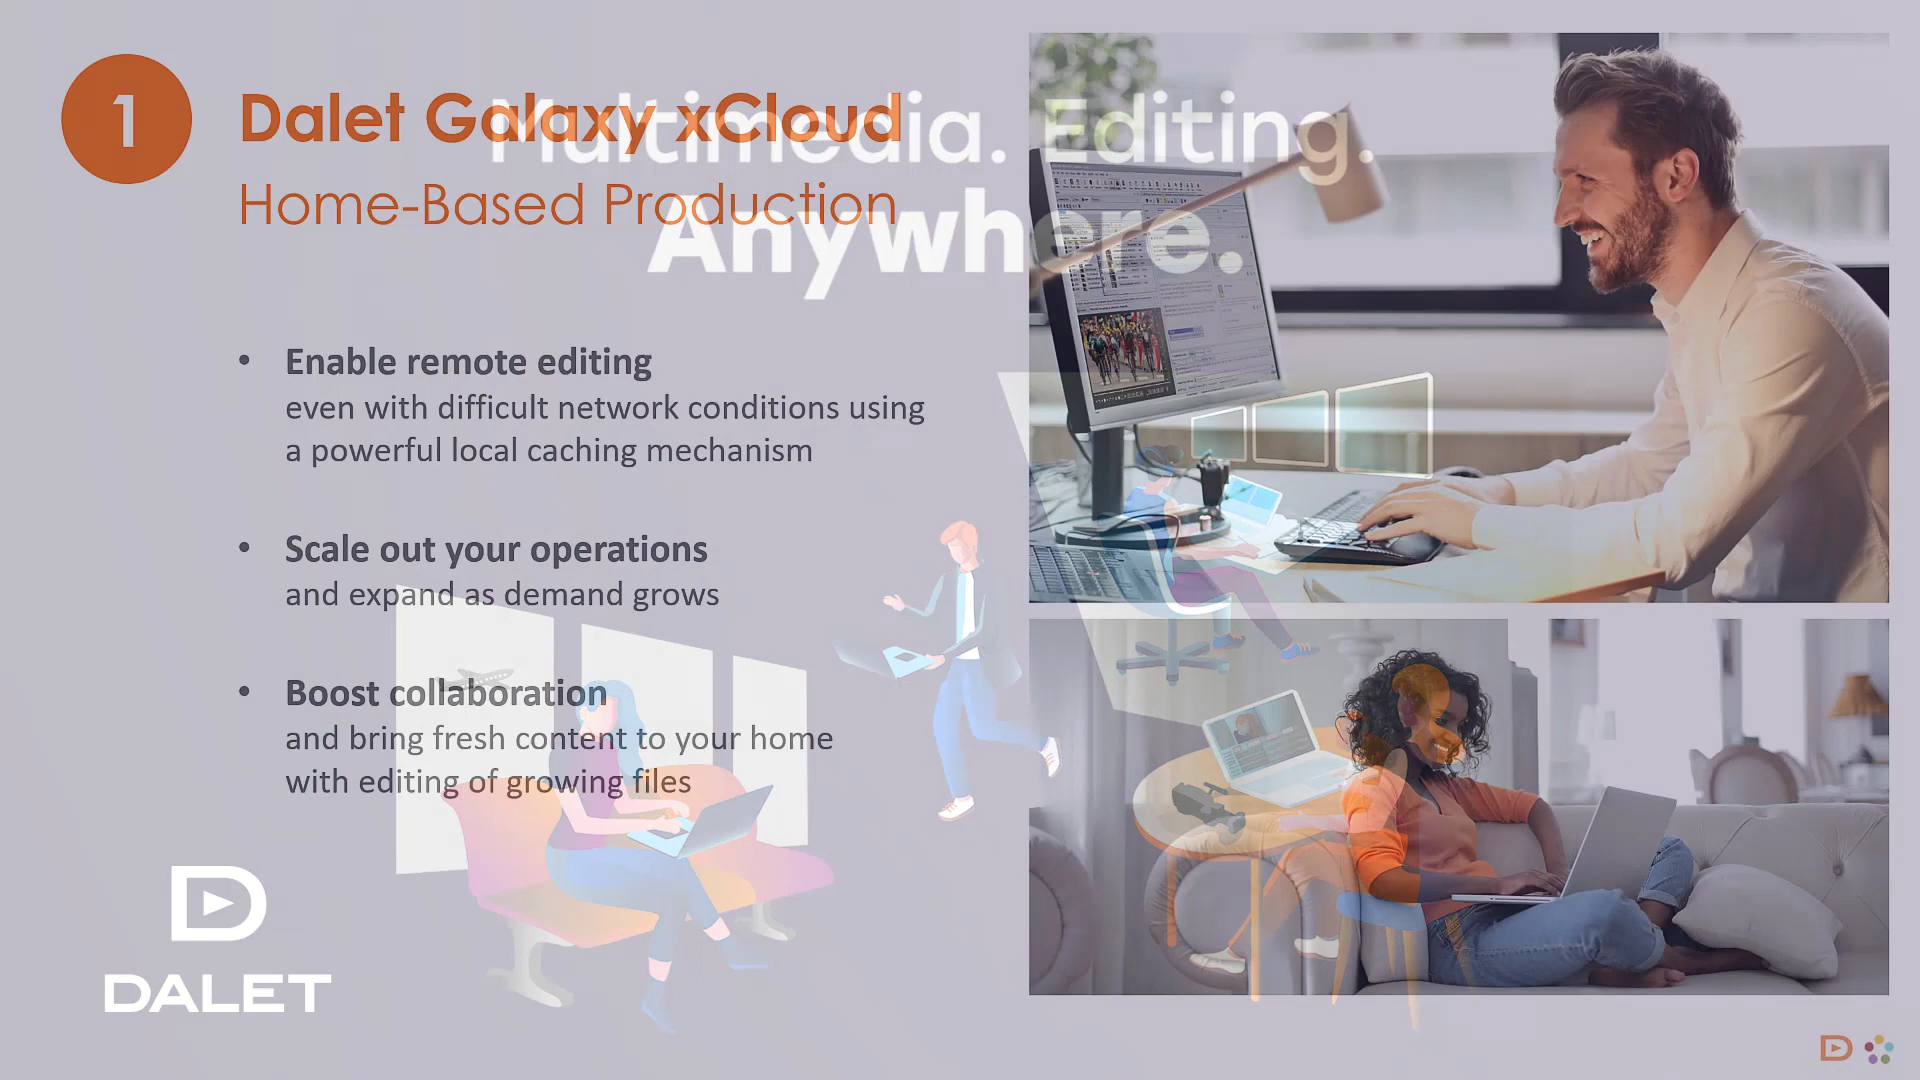 1
Dalet Galaxy xCloud
Home-Based Production
Multimedia. Editing.
Anywhere.
• Enable remote editing
even with difficult network conditions using
a powerful local caching mechanism
• Scale out your operations
and expand as demand grows
• Boost collaboration
and bring fresh content to your home
with editing of growing files
DALET